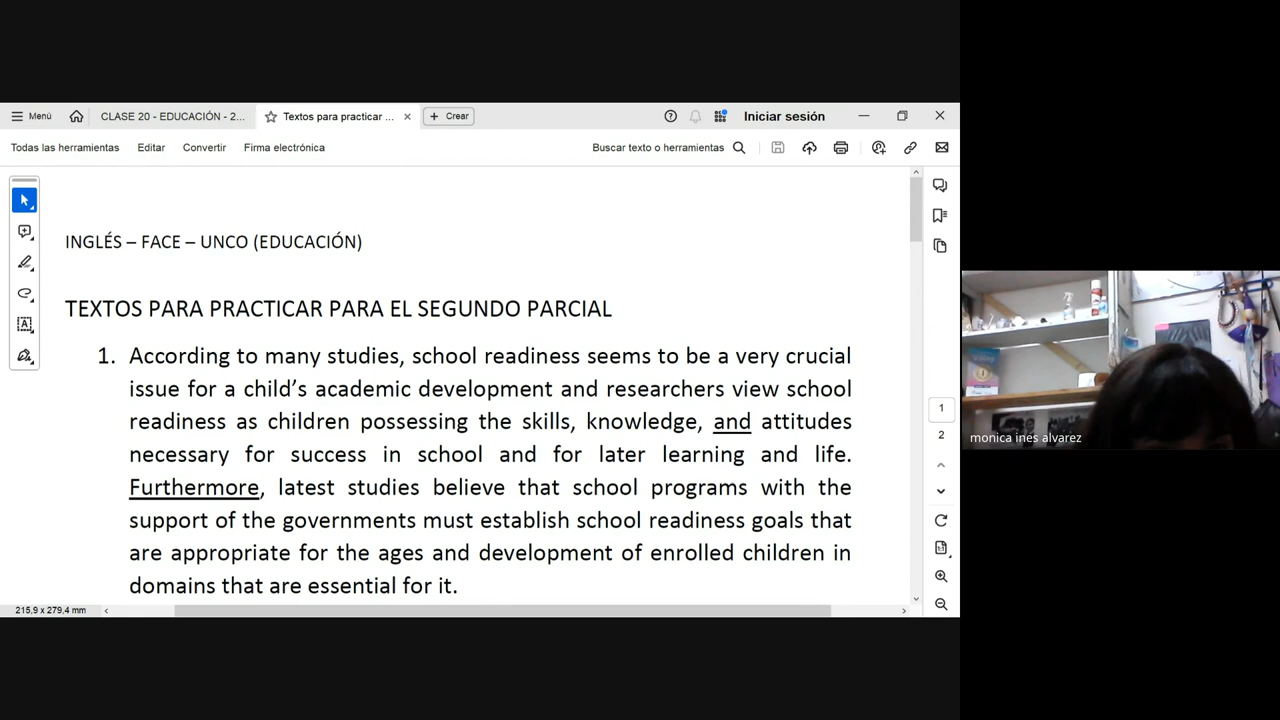 Menú
CLASE 20 - EDUCACIÓN - 2...
Textos para practicar ...
Crear
Iniciar sesión
Todas las herramientas
Editar
Convertir
Firma electrónica
Buscar texto o herramientas
INGLÉS – FACE – UNCO (EDUCACIÓN)
TEXTOS PARA PRACTICAR PARA EL SEGUNDO PARCIAL
1. According to many studies, school readiness seems to be a very crucial
issue for a child’s academic development and researchers view school
readiness as children possessing the skills, knowledge, and attitudes
necessary for success in school and for later learning and life.
Furthermore, latest studies believe that school programs with the
support of the governments must establish school readiness goals that
are appropriate for the ages and development of enrolled children in
domains that are essential for it.
1
2
215,9 x 279,4 mm
monica ines alvarez